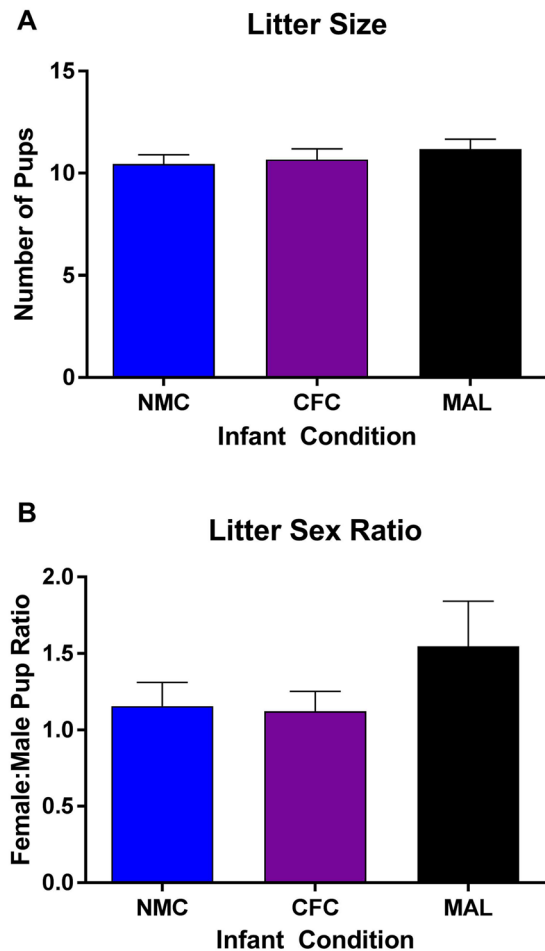 A
Litter Size
Number of Pups
15
10
5
0
NMC CFC MAL
Infant Condition
B
Litter Sex Ratio
Female:Male Pup Ratio
2.0
1.5
1.0
0.5
0.0
NMC CFC MAL
Infant Condition